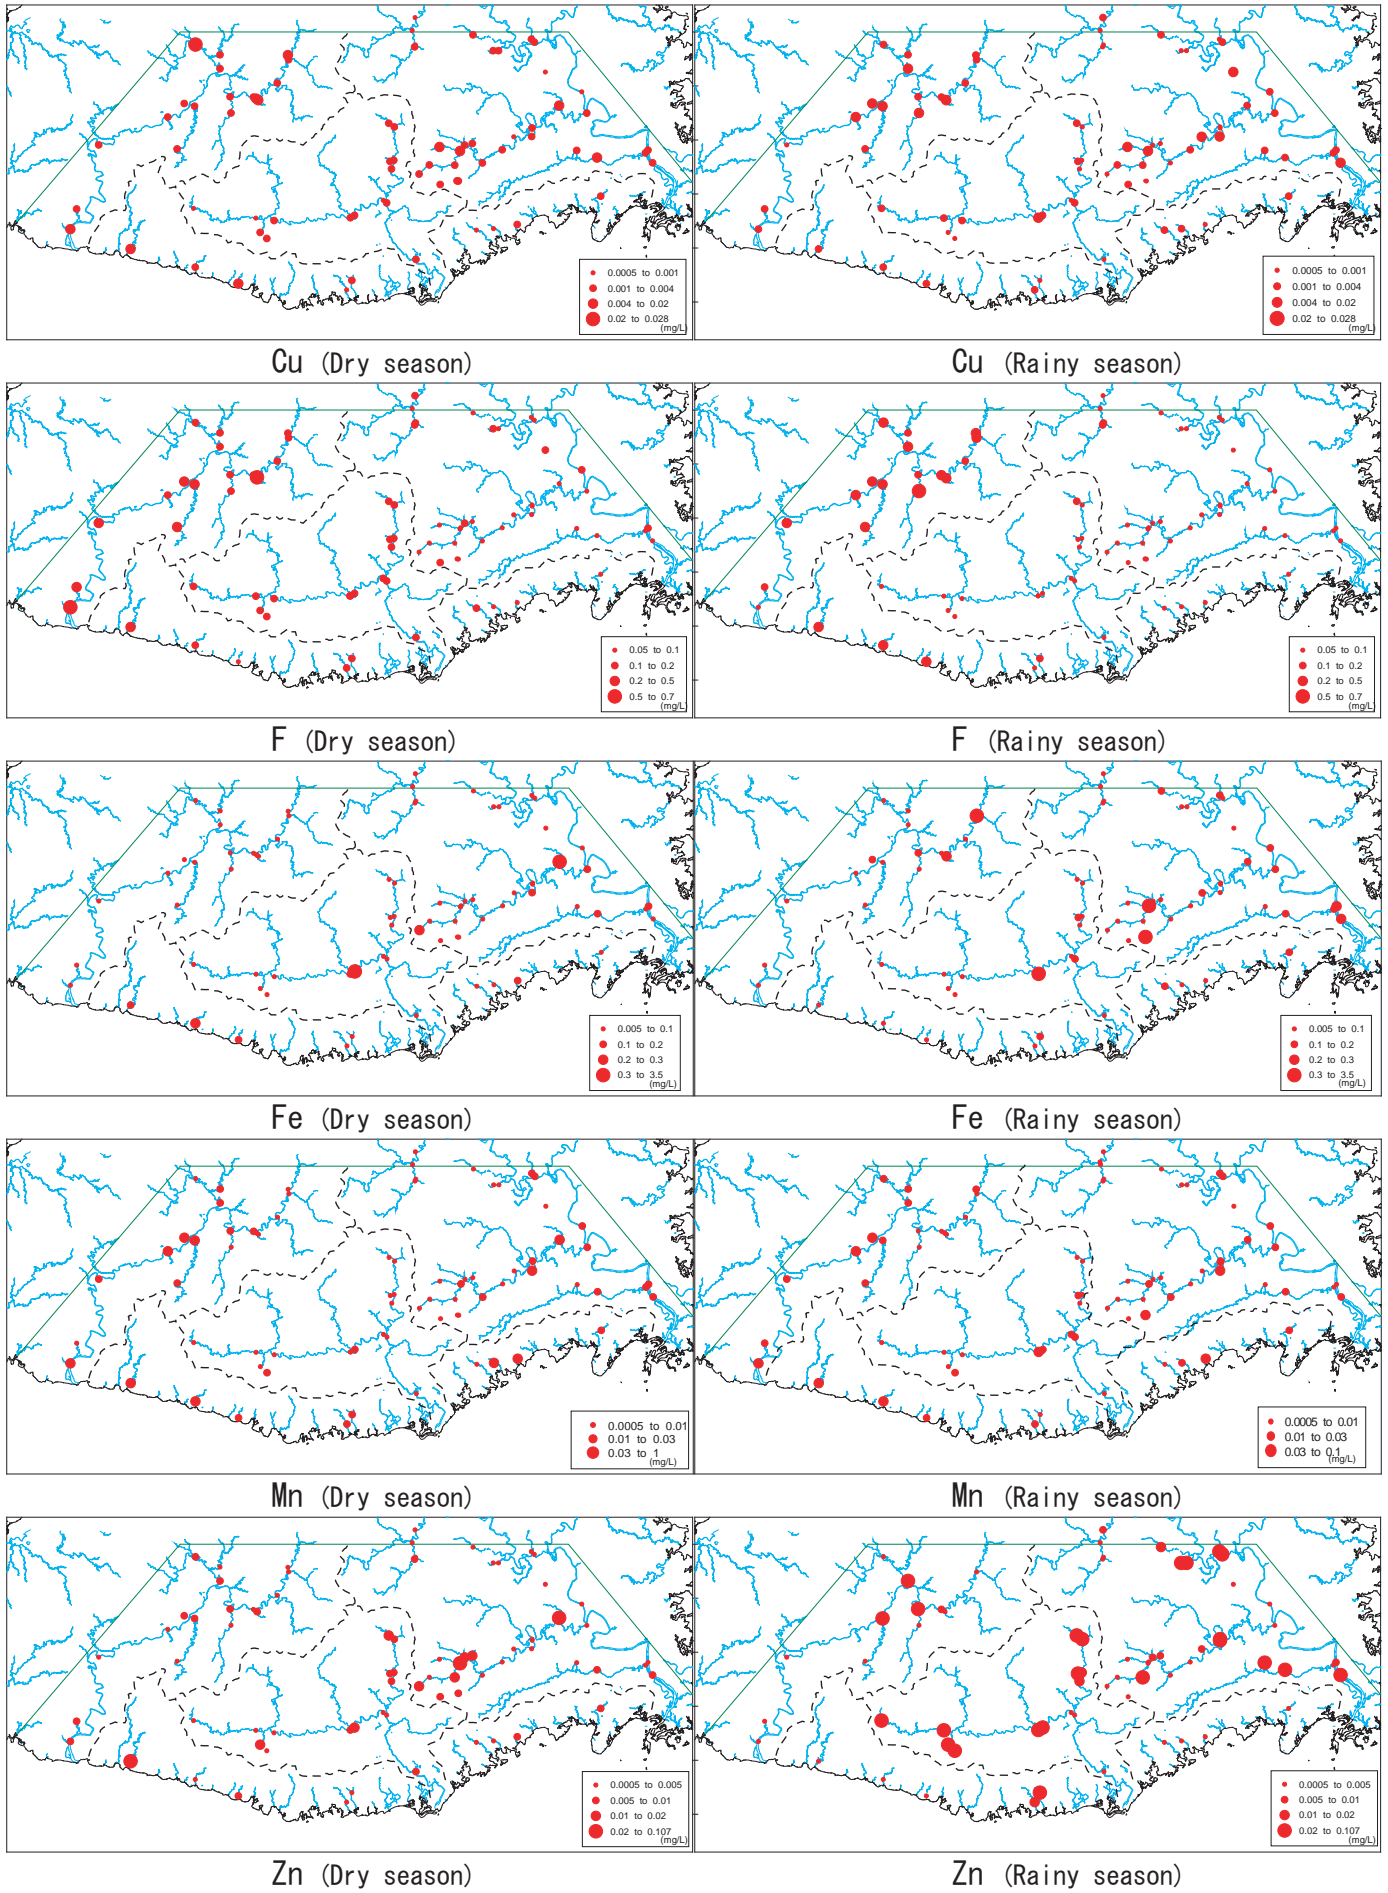 0.0005 to 0.001
0.001 to 0.004
0.004 to 0.02
0.02 to 0.028
(mg/L)
0.0005 to 0.001
0.001 to 0.004
0.004 to 0.02
0.02 to 0.028
(mg/L)
Cu (Dry season)
Cu (Rainy season)
0.05 to 0.1
0.1 to 0.2
0.2 to 0.5
0.5 to 0.7
(mg/L)
0.05 to 0.1
0.1 to 0.2
0.2 to 0.5
0.5 to 0.7
(mg/L)
F (Dry season)
F (Rainy season)
0.005 to 0.1
0.1 to 0.2
0.2 to 0.3
0.3 to 3.5
(mg/L)
0.005 to 0.1
0.1 to 0.2
0.2 to 0.3
0.3 to 3.5
(mg/L)
Fe (Dry season)
Fe (Rainy season)
0.0005 to 0.01
0.01 to 0.03
0.03 to 1
(mg/L)
0.0005 to 0.01
0.01 to 0.03
0.03 to 0.1
(mg/L)
Mn (Dry season)
Mn (Rainy season)
0.0005 to 0.005
0.005 to 0.01
0.01 to 0.02
0.02 to 0.107
(mg/L)
0.0005 to 0.005
0.005 to 0.01
0.01 to 0.02
0.02 to 0.107
(mg/L)
Zn (Dry season)
Zn (Rainy season)